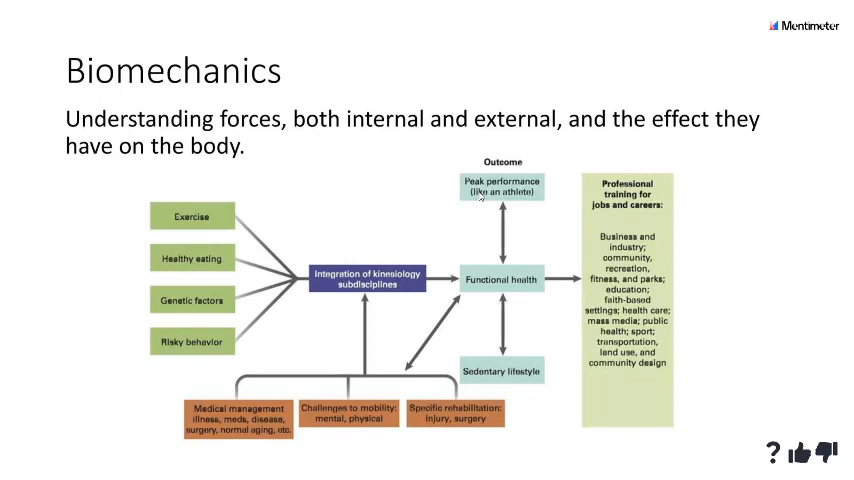 Mentimeter
Biomechanics
Understanding forces, both internal and external, and the effect they
have on the body.
Outcome
Peak performance
(like an athlete)
Professional
training for
jobs and careers:
Business and
industry;
community,
recreation,
fitness, and parks;
education;
faith-based
settings; health care;
mass media; public
health; sport;
transportation,
land use, and
community design
Exercise
Healthy eating
Genetic factors
Risky behavior
Integration of kinesiology
subdisciplines
Functional health
Sedentary lifestyle
Medical management
illness, meds, disease,
surgery, normal aging, etc.
Challenges to mobility:
mental, physical
Specific rehabilitation:
injury, surgery
?